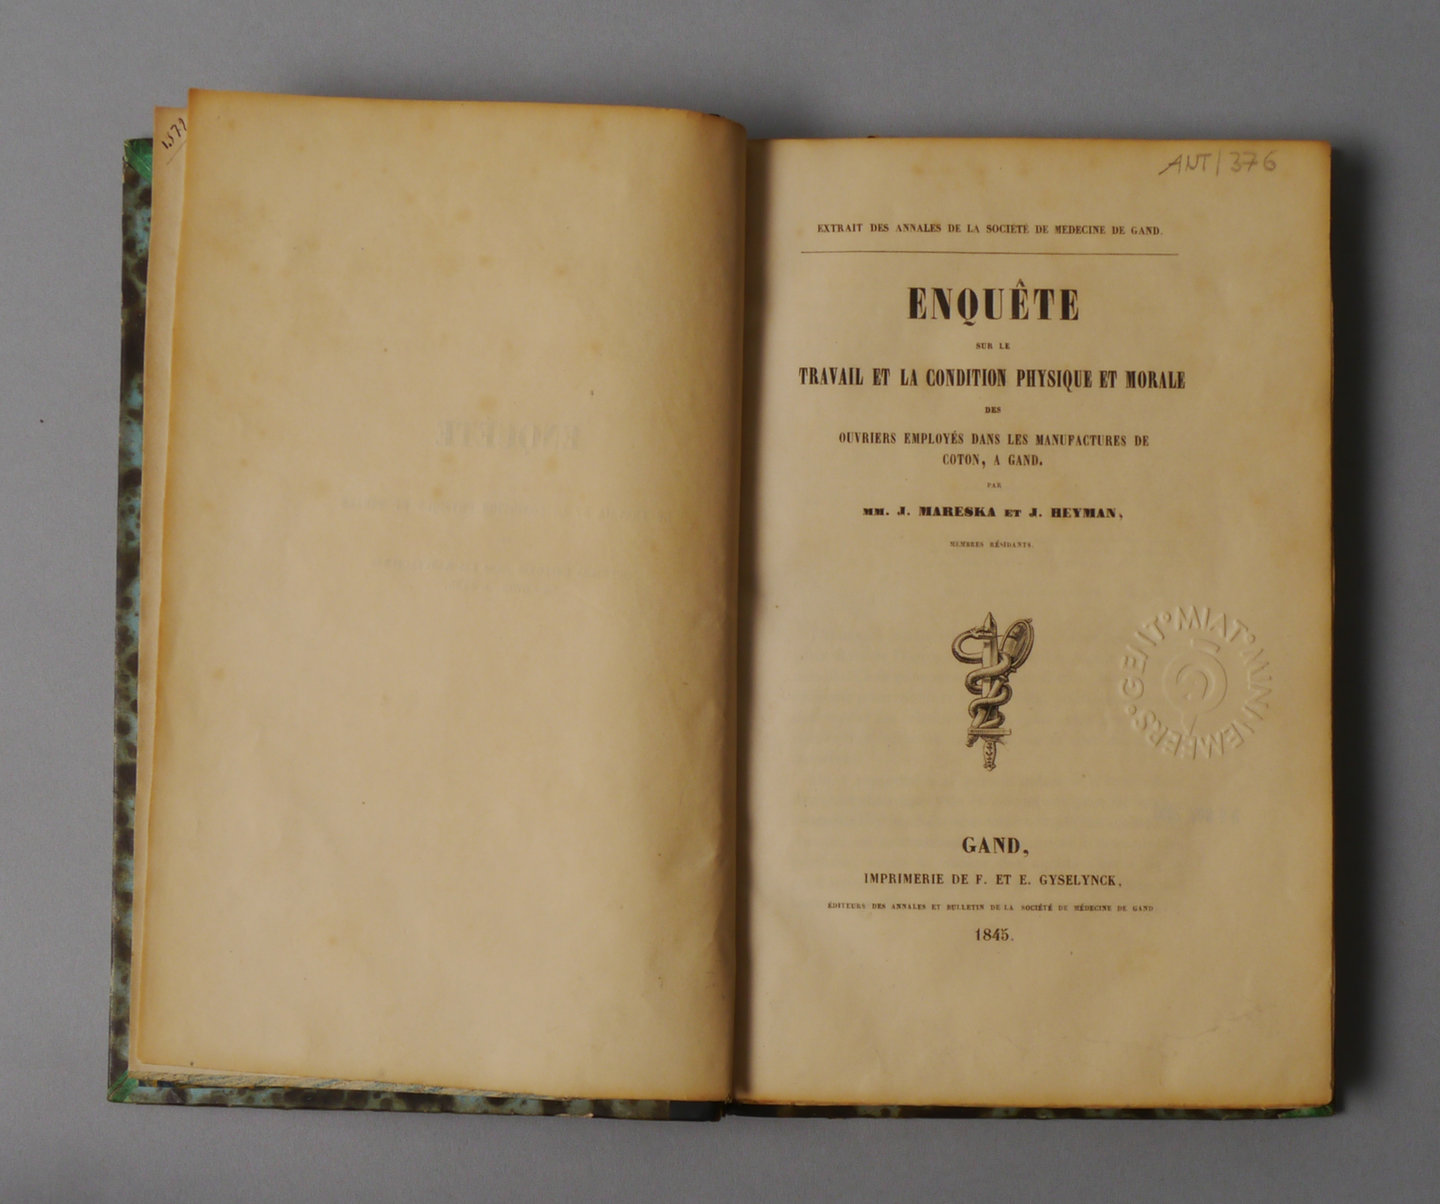 1879
ANT/376
EXTRAIT DES ANNALES DE LA SOCIÉTÉ DE MEDECINE DE GAND.
ENQUÊTE
SUR LE
TRAVAIL ET LA CONDITION PHYSIQUE ET MORALE
DES
OUVRIERS EMPLOYÉS DANS LES MANUFACTURES DE
COTON, A GAND.
PAR
MM. J. MARESKA ET J. HEYMAN,
MEMBRES RÉSIDANTS.
GENT · MIAT · MINNEMEERS ·
GAND,
IMPRIMERIE DE F. ET E. GYSELYNCK,
ÉDITEURS DES ANNALES ET BULLETIN DE LA SOCIÉTÉ DE MÉDECINE DE GAND
1845.